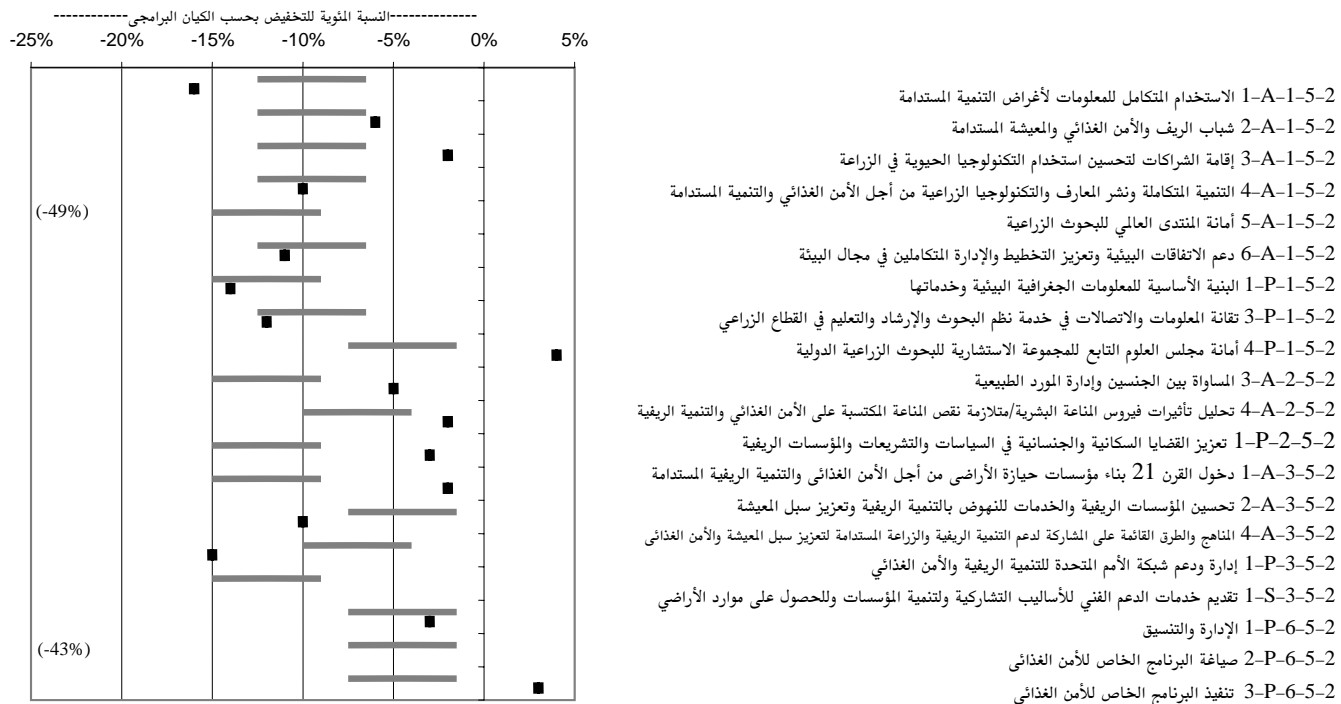 ------------النسبة المئوية للتخفيض بحسب الكيان البرامجى--------------
-25% -20% -15% -10% -5% 0% 5%
(-49%)
(-43%)
2-5-1-A-1 الاستخدام المتكامل للمعلومات لأغراض التنمية المستدامة
2-5-1-A-2 شباب الريف والأمن الغذائي والمعيشة المستدامة
2-5-1-A-3 إقامة الشراكات لتحسين استخدام التكنولوجيا الحيوية في الزراعة
2-5-1-A-4 التنمية المتكاملة ونشر المعارف والتكنولوجيا الزراعية من أجل الأمن الغذائي والتنمية المستدامة
2-5-1-A-5 أمانة المنتدى العالمي للبحوث الزراعية
2-5-1-A-6 دعم الاتفاقات البيئية وتعزيز التخطيط والإدارة المتكاملين في مجال البيئة
2-5-1-P-1 البنية الأساسية للمعلومات الجغرافية البيئية وخدماتها
2-5-1-P-3 تقانة المعلومات والاتصالات في خدمة نظم البحوث والإرشاد والتعليم في القطاع الزراعي
2-5-1-P-4 أمانة مجلس العلوم التابع للمجموعة الاستشارية للبحوث الزراعية الدولية
2-5-2-A-3 المساواة بين الجنسين وإدارة المورد الطبيعية
2-5-2-A-4 تحليل تأثيرات فيروس المناعة البشرية/متلازمة نقص المناعة المكتسبة على الأمن الغذائي والتنمية الريفية
2-5-2-P-1 تعزيز القضايا السكانية والجنسانية في السياسات والتشريعات والمؤسسات الريفية
2-5-3-A-1 دخول القرن 21 بناء مؤسسات حيازة الأراضى من أجل الأمن الغذائى والتنمية الريفية المستدامة
2-5-3-A-2 تحسين المؤسسات الريفية والخدمات للنهوض بالتنمية الريفية وتعزيز سبل المعيشة
2-5-3-A-4 المناهج والطرق القائمة على المشاركة لدعم التنمية الريفية والزراعة المستدامة لتعزيز سبل المعيشة والأمن الغذائى
2-5-3-P-1 إدارة ودعم شبكة الأمم المتحدة للتنمية الريفية والأمن الغذائي
2-5-3-S-1 تقديم خدمات الدعم الفني للأساليب التشاركية ولتنمية المؤسسات وللحصول على موارد الأراضي
2-5-6-P-1 الإدارة والتنسيق
2-5-6-P-2 صياغة البرنامج الخاص للأمن الغذائى
2-5-6-P-3 تنفيذ البرنامج الخاص للأمن الغذائى